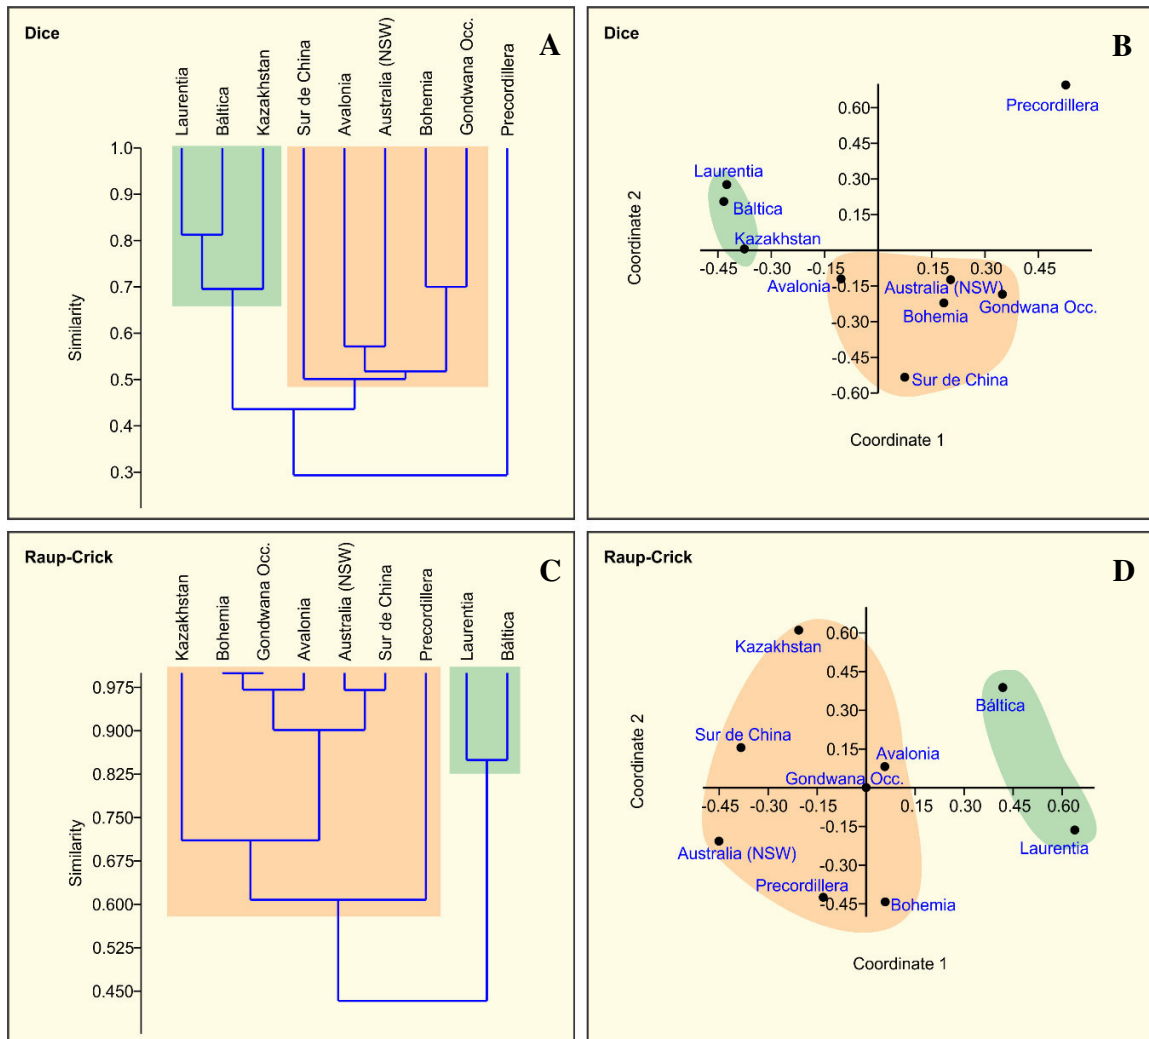 Dice
A
Laurentia
Báltica
Kazakhstan
Sur de China
Avalonia
Australia (NSW)
Bohemia
Gondwana Occ.
Precordillera
1.0
0.9
0.8
0.7
0.6
0.5
0.4
0.3
Similarity
Dice
B
Precordillera
Laurentia
Báltica
Kazakhstan
Avalonia
Australia (NSW)
Bohemia
Gondwana Occ.
Sur de China
0.60
0.45
0.30
0.15
-0.15
-0.30
-0.45
-0.60
-0.45
-0.30
-0.15
0.15
0.30
0.45
Coordinate 2
Coordinate 1
Raup-Crick
C
Kazakhstan
Bohemia
Gondwana Occ.
Avalonia
Australia (NSW)
Sur de China
Precordillera
Laurentia
Báltica
0.975
0.900
0.825
0.750
0.675
0.600
0.525
0.450
Similarity
Raup-Crick
D
Kazakhstan
Báltica
Sur de China
Avalonia
Gondwana Occ.
Australia (NSW)
Laurentia
Precordillera
Bohemia
0.60
0.45
0.30
0.15
-0.15
-0.30
-0.45
-0.45
-0.30
-0.15
0.15
0.30
0.45
0.60
Coordinate 2
Coordinate 1